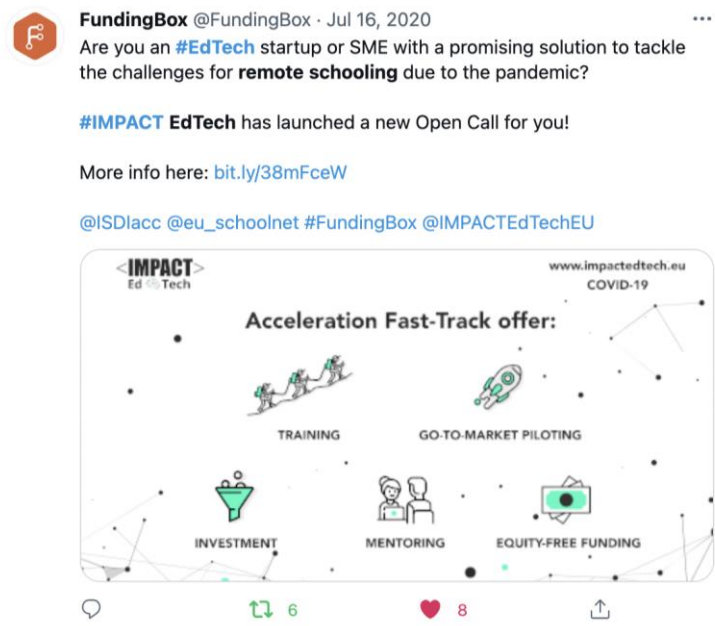 FundingBox @FundingBox · Jul 16, 2020
Are you an #EdTech startup or SME with a promising solution to tackle
the challenges for remote schooling due to the pandemic?
#IMPACT EdTech has launched a new Open Call for you!
More info here: bit.ly/38mFceW
@ISDIacc @eu_schoolnet #FundingBox @IMPACTEdTechEU
<IMPACT>
Ed Tech
www.impactedtech.eu
COVID-19
Acceleration Fast-Track offer:
TRAINING
GO-TO-MARKET PILOTING
INVESTMENT
MENTORING
EQUITY-FREE FUNDING
6
8